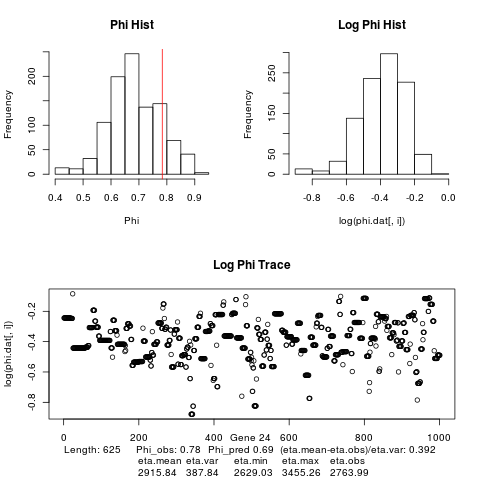 Phi Hist
Log Phi Hist
Frequency
0 50 150 200
0.4 0.5 0.6 0.7 0.8 0.9
Phi
Frequency
0 50 150 250
-0.8 -0.6 -0.4 -0.2 0.0
log(phi.dat[, i])
Log Phi Trace
log(phi.dat[, i])
-0.8 -0.6 -0.4 -0.2
0 200 400 600 800 1000
Gene 24
Length: 625 Phi_obs: 0.78 Phi_pred 0.69 (eta.mean-eta.obs)/eta.var: 0.392
eta.mean eta.var eta.min eta.max eta.obs
2915.84 387.84 2629.03 3455.26 2763.99